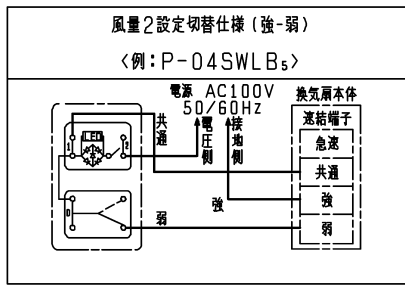 風量2設定切替仕様(強-弱)
〈例:P-04SWLB₅〉
電源 AC100V
50/60Hz
換気扇本体
速結端子
急速
共通
強
弱
共通
電圧側
接地側
LED
1
2
0
強
弱